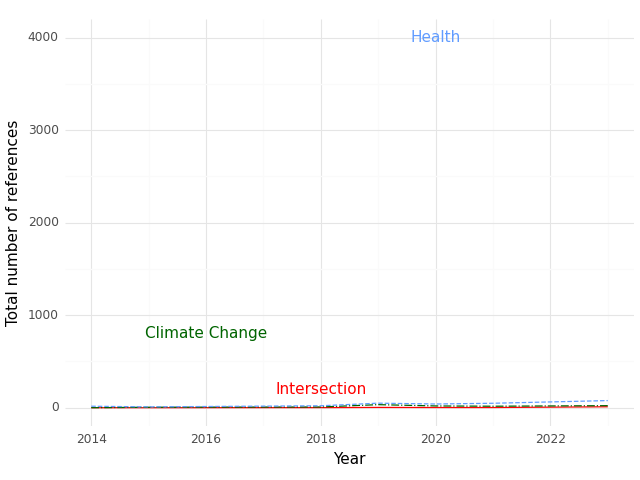 4000
Health
3000
2000
1000
Climate Change
Intersection
0
2014
2016
2018
2020
2022
Year
Total number of references